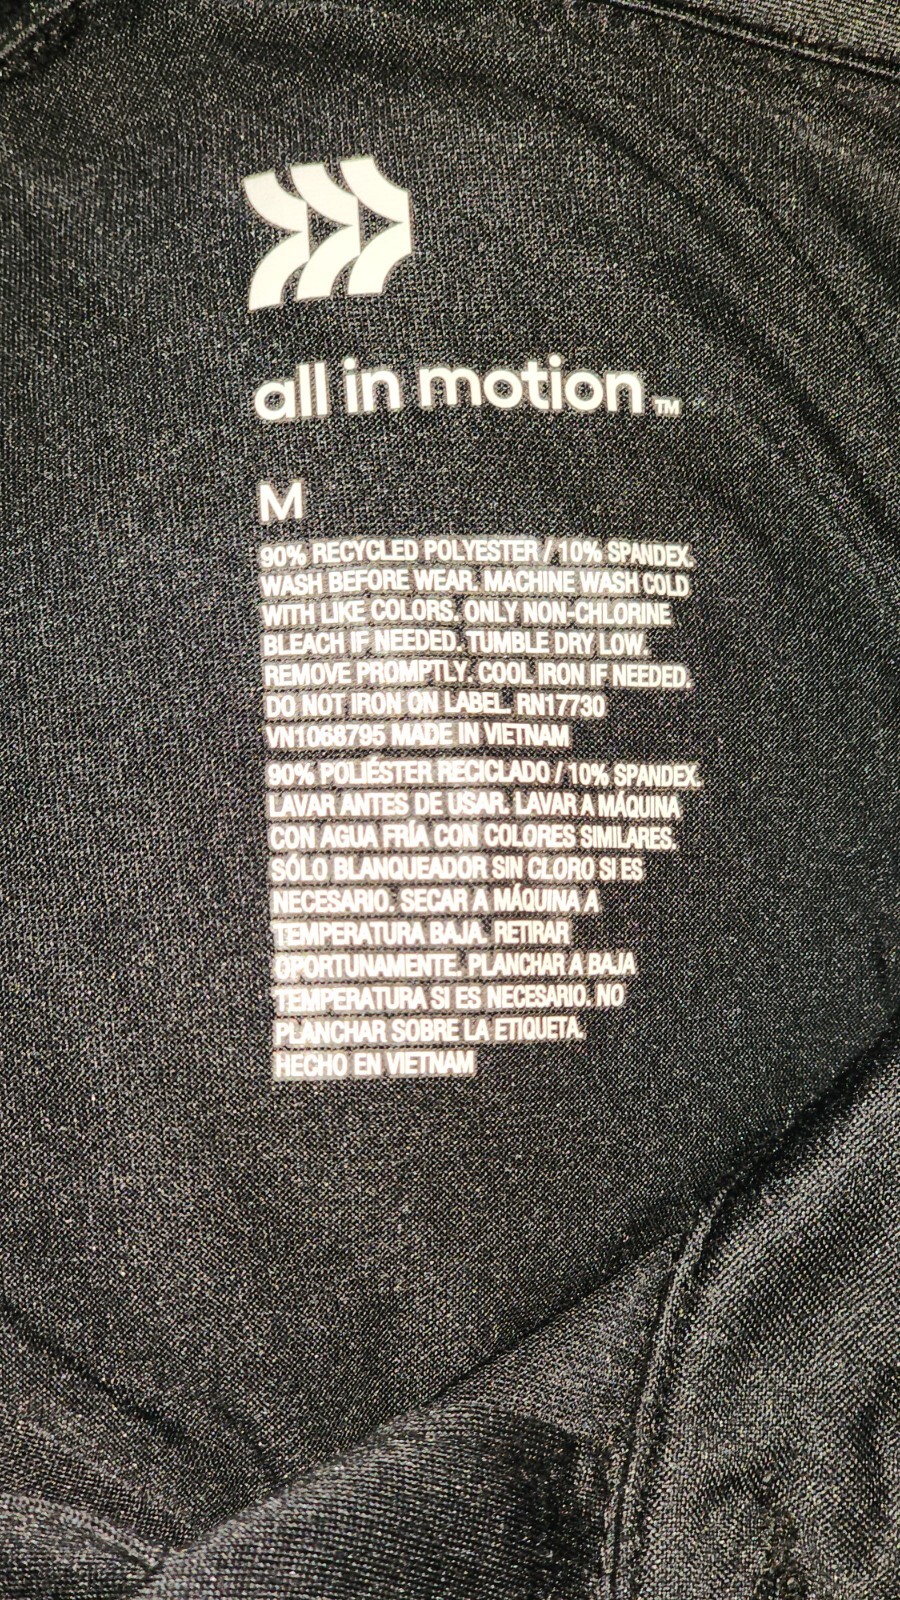 all in motion™
M
90% RECYCLED POLYESTER / 10% SPANDEX.
WASH BEFORE WEAR. MACHINE WASH COLD
WITH LIKE COLORS. ONLY NON-CHLORINE
BLEACH IF NEEDED. TUMBLE DRY LOW.
REMOVE PROMPTLY. COOL IRON IF NEEDED.
DO NOT IRON ON LABEL. RN17730
VN1068795 MADE IN VIETNAM
90% POLIÉSTER RECICLADO / 10% SPANDEX.
LAVAR ANTES DE USAR. LAVAR A MÁQUINA
CON AGUA FRÍA CON COLORES SIMILARES.
SÓLO BLANQUEADOR SIN CLORO SI ES
NECESARIO. SECAR A MÁQUINA A
TEMPERATURA BAJA. RETIRAR
OPORTUNAMENTE. PLANCHAR A BAJA
TEMPERATURA SI ES NECESARIO. NO
PLANCHAR SOBRE LA ETIQUETA.
HECHO EN VIETNAM